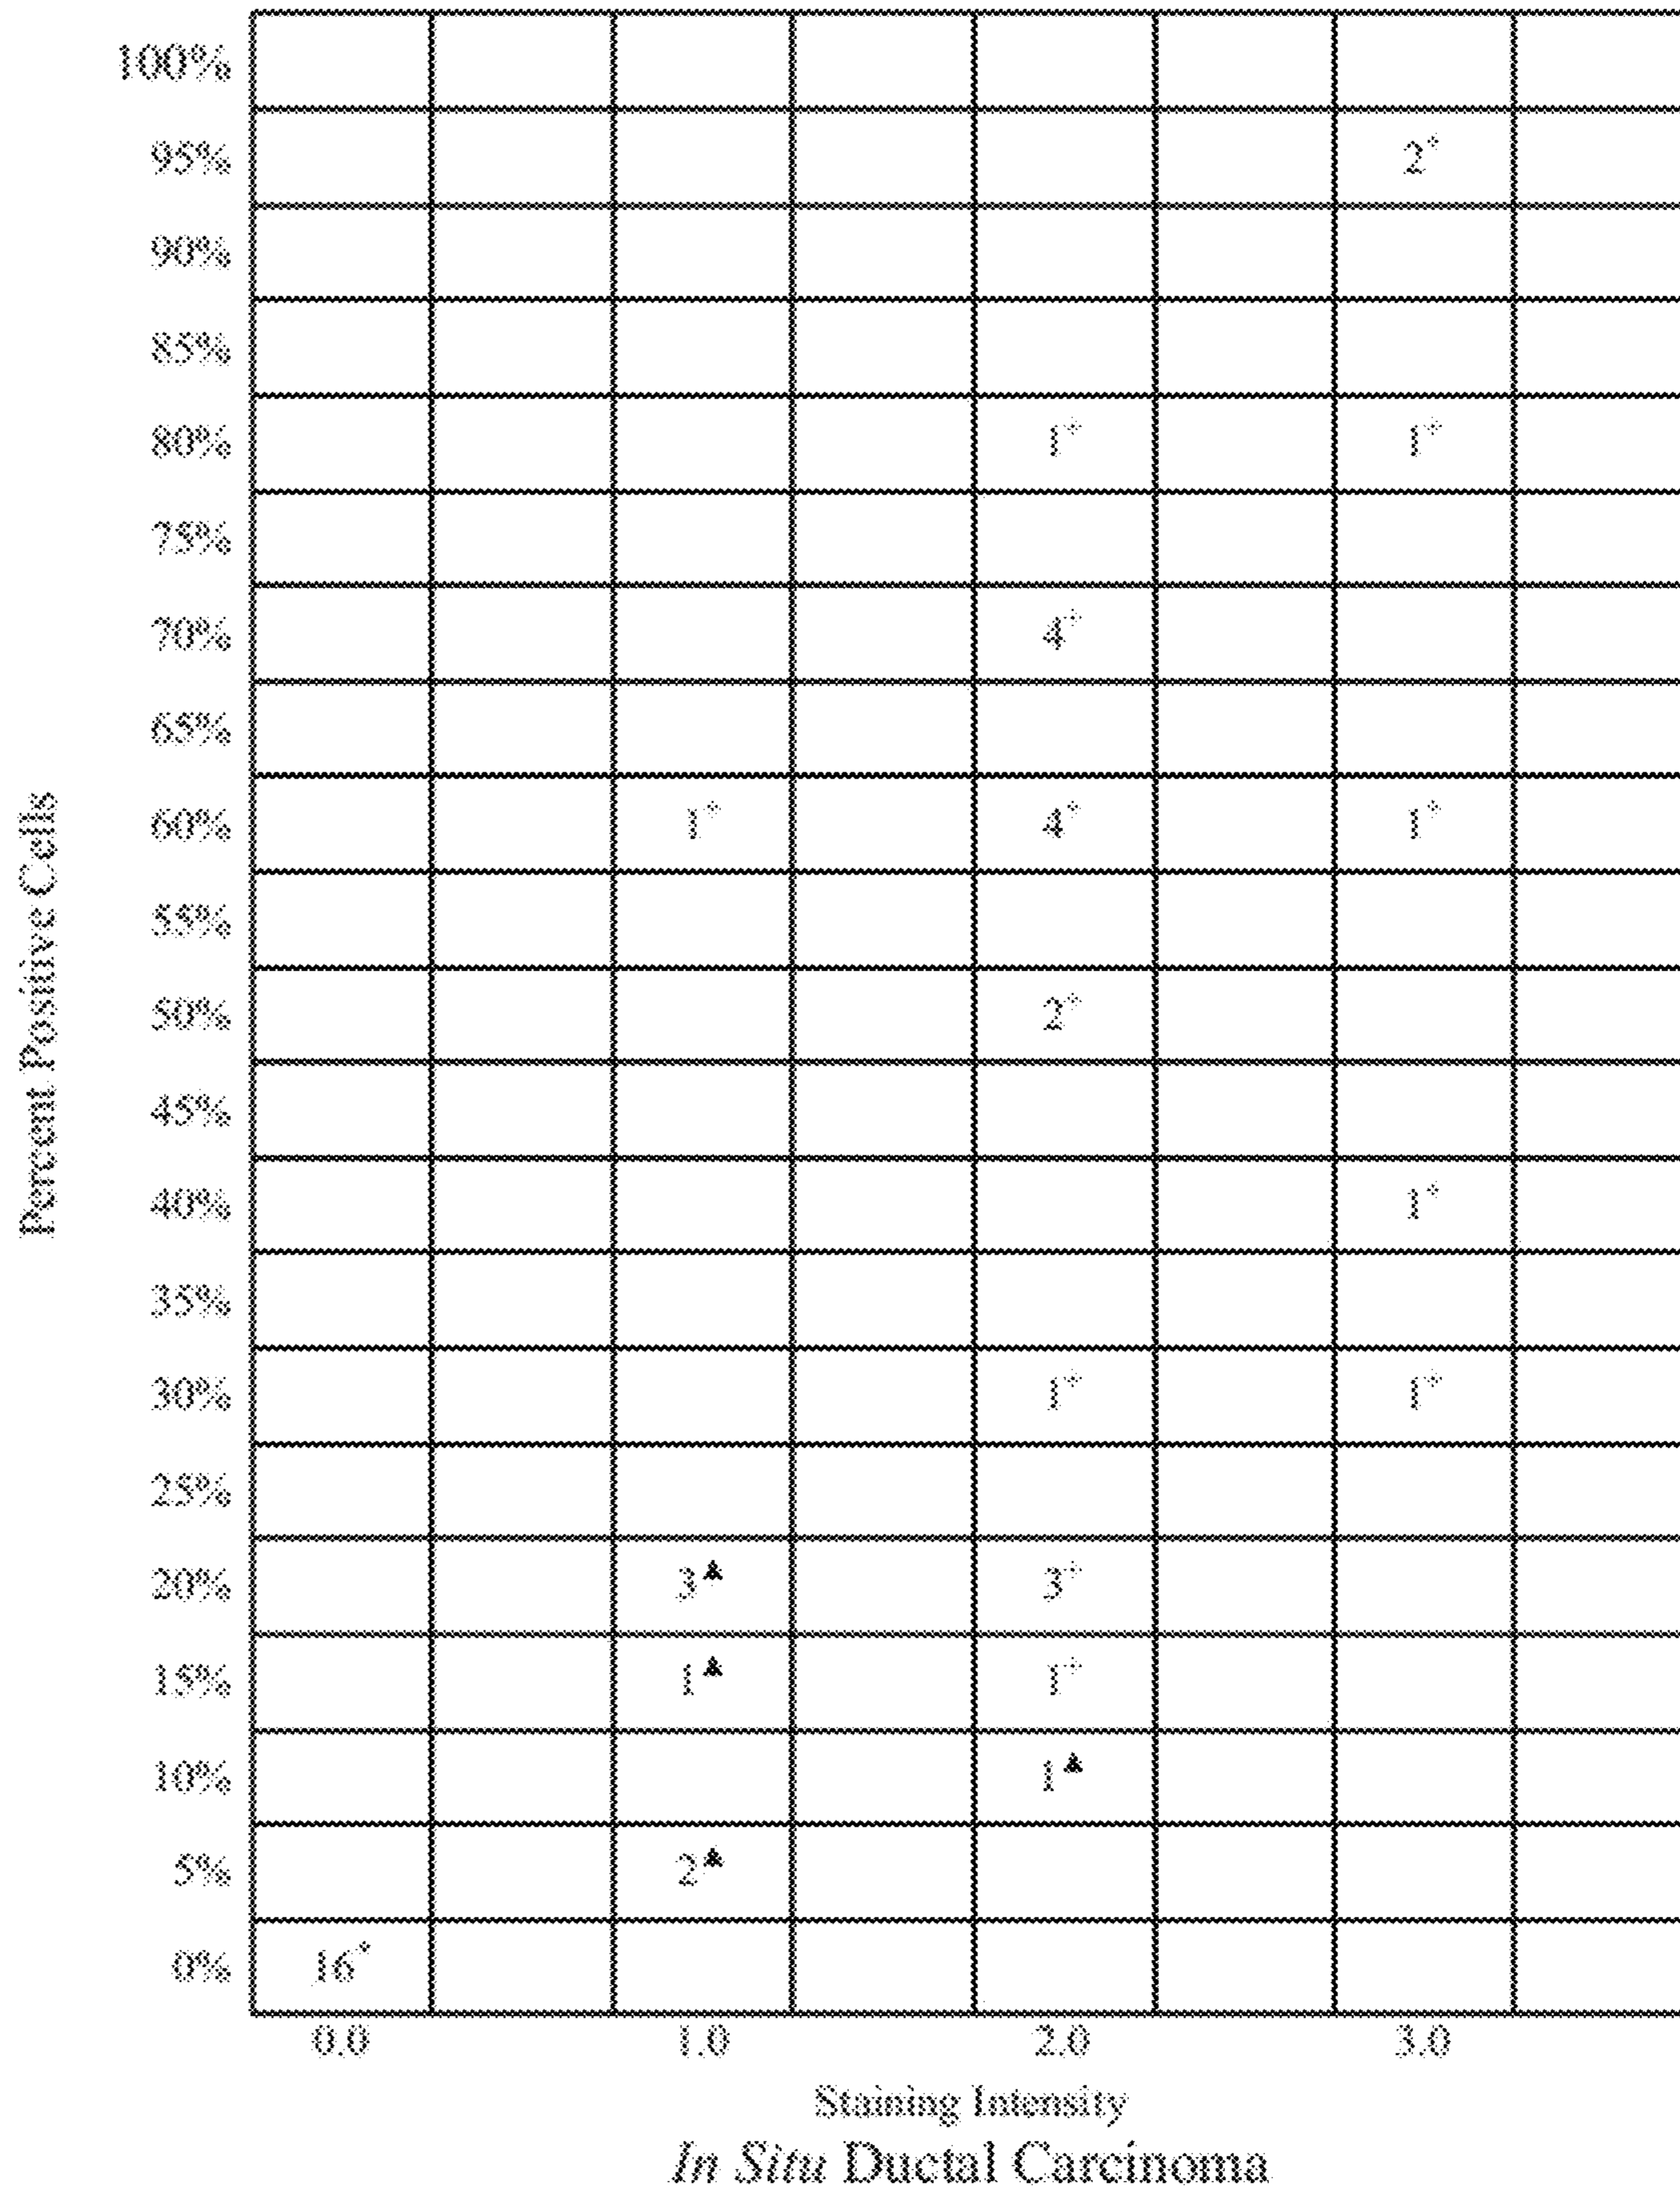 100%
95% 2+
90%
85%
80% 1+ 1+
75%
70% 4+
65%
60% 1+ 4+ 1+
55%
50% 2+
45%
40% 1+
35%
30% 1+ 1+
25%
20% 3▲ 3+
15% 1▲ 1+
10% 1▲
5% 2▲
0% 16*
0.0 1.0 2.0 3.0
Percent Positive Cells
Staining Intensity
In Situ Ductal Carcinoma